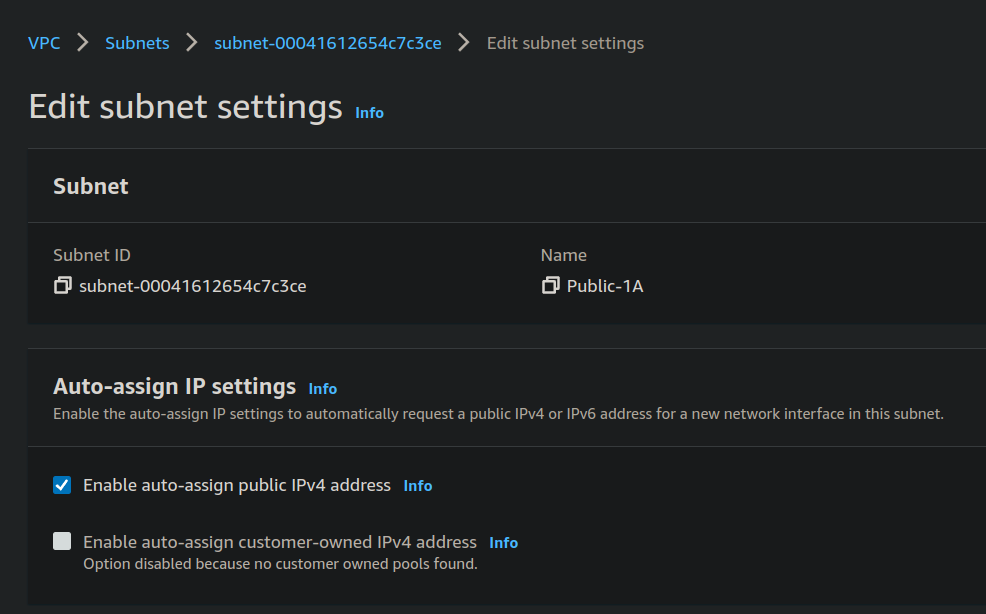 VPC > Subnets > subnet-00041612654c7c3ce > Edit subnet settings
Edit subnet settings Info
Subnet
Subnet ID
subnet-00041612654c7c3ce
Name
Public-1A
Auto-assign IP settings Info
Enable the auto-assign IP settings to automatically request a public IPv4 or IPv6 address for a new network interface in this subnet.
Enable auto-assign public IPv4 address Info
Enable auto-assign customer-owned IPv4 address Info
Option disabled because no customer owned pools found.